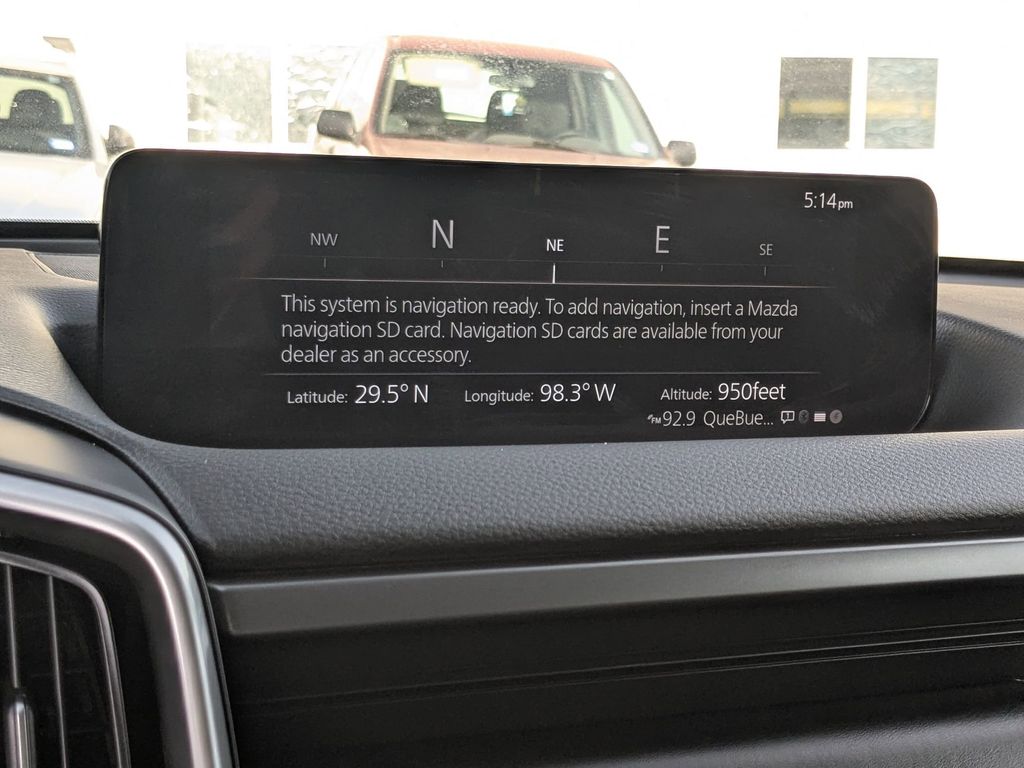 5:14pm
NW N NE E SE
This system is navigation ready. To add navigation, insert a Mazda
navigation SD card. Navigation SD cards are available from your
dealer as an accessory.
Latitude: 29.5° N Longitude: 98.3° W Altitude: 950feet
FM 92.9 QueBue...